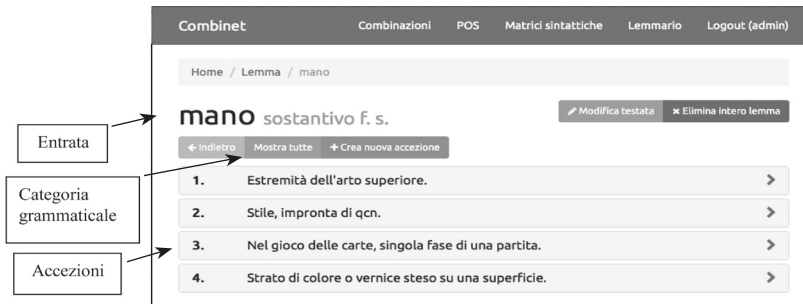 Combinet Combinazioni POS Matrici sintattiche Lemmario Logout (admin)
Home / Lemma / mano
mano sostantivo f. s.
Modifica testata Elimina intero lemma
Entrata
Indietro Mostra tutte + Crea nuova accezione
Categoria
grammaticale
1. Estremità dell'arto superiore.
2. Stile, impronta di qcn.
3. Nel gioco delle carte, singola fase di una partita.
Accezioni
4. Strato di colore o vernice steso su una superficie.